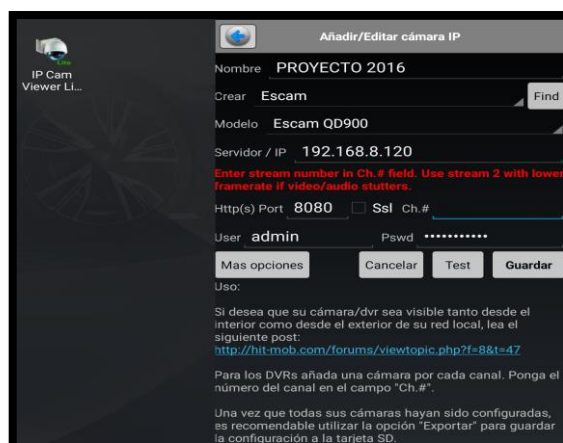 Lite
IP Cam
Viewer Li...
Añadir/Editar cámara IP
Nombre PROYECTO 2016
Crear Escam Find
Modelo Escam QD900
Servidor / IP 192.168.8.120
Enter stream number in Ch.# field. Use stream 2 with lower
framerate if video/audio stutters.
Http(s) Port 8080 Ssl Ch.#
User admin Pswd •••••••••••
Mas opciones Cancelar Test Guardar
Uso:
Si desea que su cámara/dvr sea visible tanto desde el
interior como desde el exterior de su red local, lea el
siguiente post:
http://hit-mob.com/forums/viewtopic.php?f=8&t=47
Para los DVRs añada una cámara por cada canal. Ponga el
número del canal en el campo "Ch.#".
Una vez que todas sus cámaras hayan sido configuradas,
es recomendable utilizar la opción "Exportar" para guardar
la configuración a la tarjeta SD.